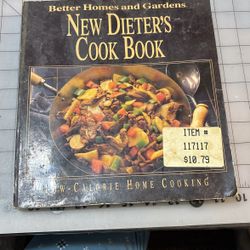 Better Homes and Gardens
NEW DIETER'S
COOK BOOK
ITEM #
117117
$10.79
LOW-CALORIE HOME COOKING